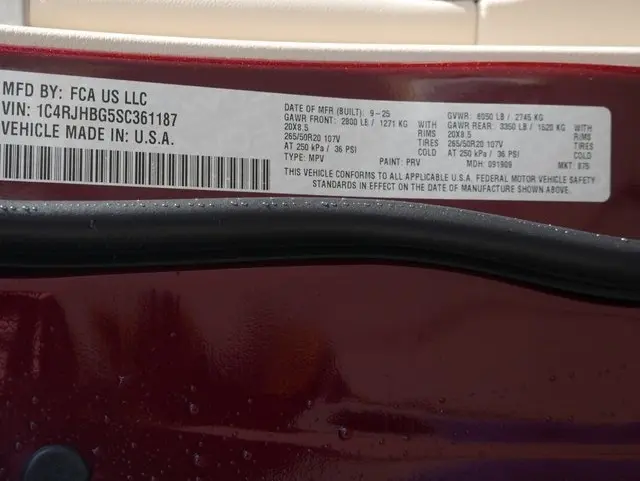 MFD BY: FCA US LLC
VIN: 1C4RJHBG5SC361187
VEHICLE MADE IN: U.S.A.
DATE OF MFR (BUILT): 9-25 GVWR: 6050 LB / 2745 KG
GAWR FRONT: 2800 LB / 1271 KG WITH GAWR REAR: 3350 LB / 1520 KG WITH
20X8.5 RIMS 20X8.5 RIMS
265/50R20 107V TIRES 265/50R20 107V TIRES
AT 250 kPa / 36 PSI COLD AT 250 kPa / 36 PSI COLD
TYPE: MPV PAINT: PRV MDH: 091909 MKT: 875
THIS VEHICLE CONFORMS TO ALL APPLICABLE U.S.A. FEDERAL MOTOR VEHICLE SAFETY
STANDARDS IN EFFECT ON THE DATE OF MANUFACTURE SHOWN ABOVE.